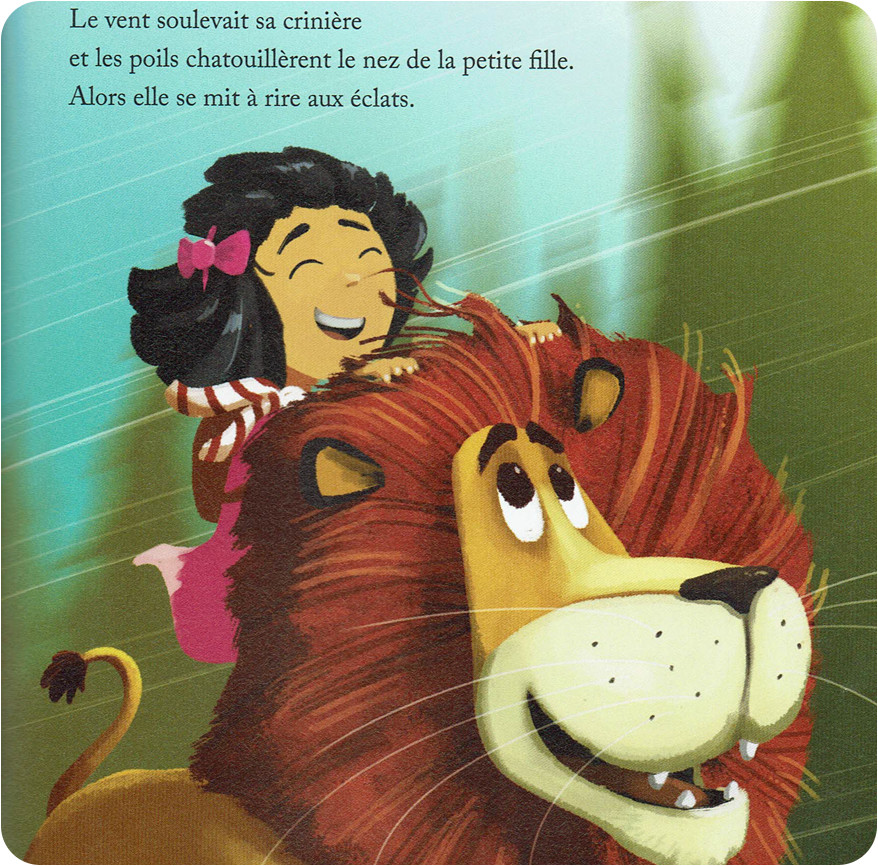 Le vent soulevait sa crinière
et les poils chatouillèrent le nez de la petite fille.
Alors elle se mit à rire aux éclats.